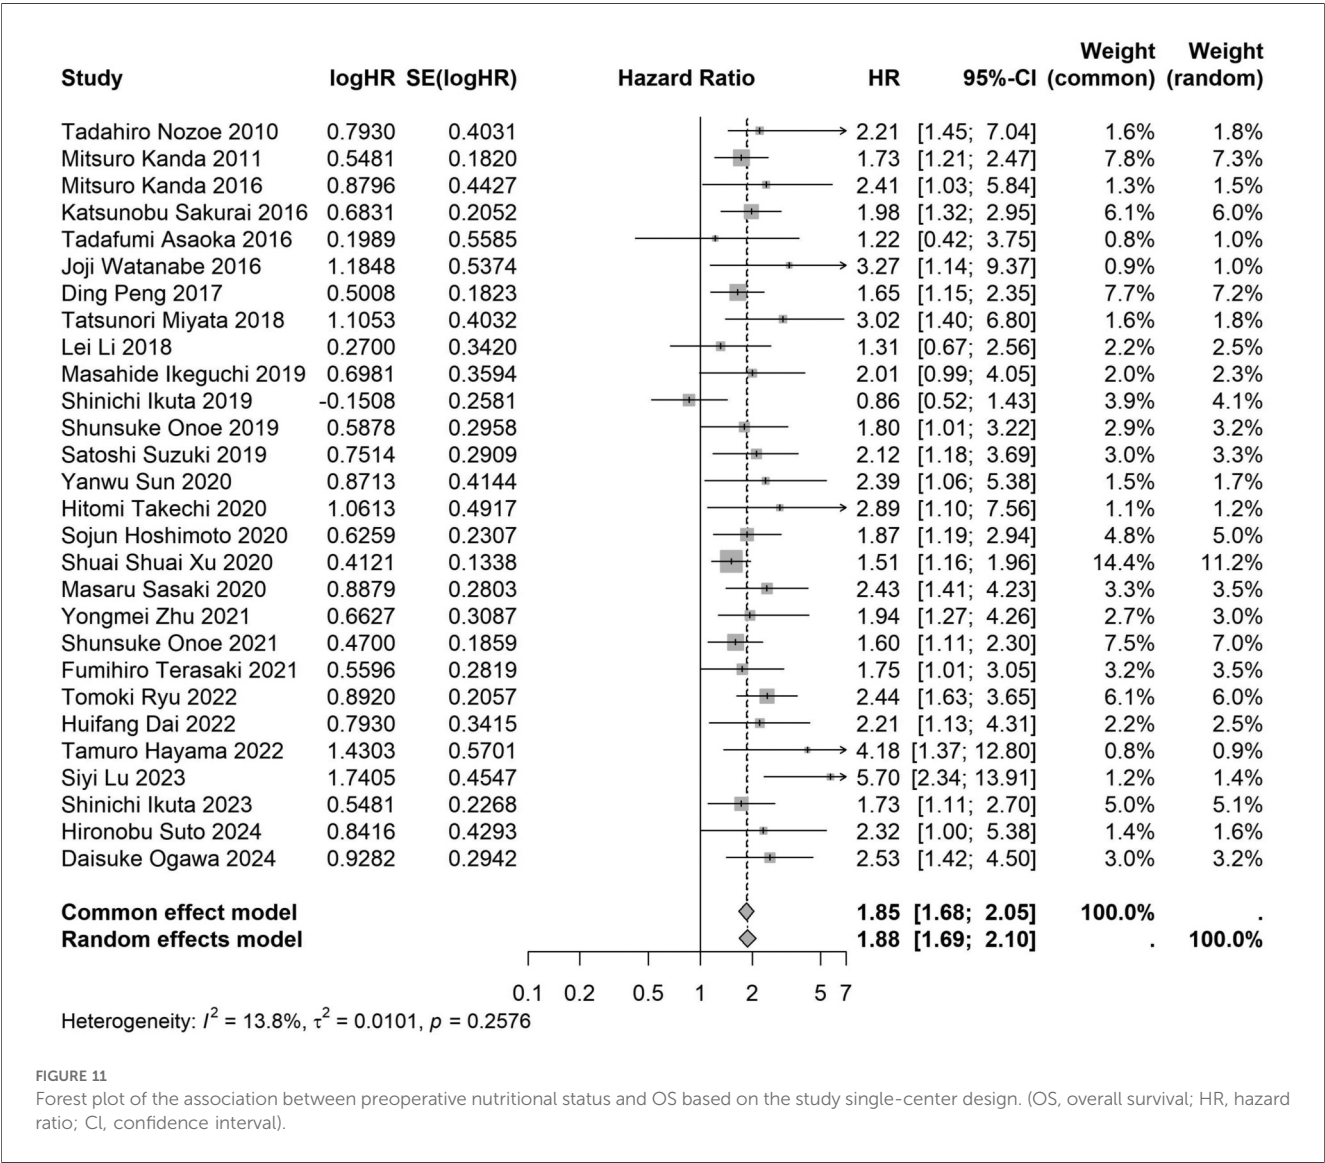 Weight Weight
Study logHR SE(logHR) Hazard Ratio HR 95%-CI (common) (random)
Tadahiro Nozoe 2010 0.7930 0.4031 2.21 [1.45; 7.04] 1.6% 1.8%
Mitsuro Kanda 2011 0.5481 0.1820 1.73 [1.21; 2.47] 7.8% 7.3%
Mitsuro Kanda 2016 0.8796 0.4427 2.41 [1.03; 5.84] 1.3% 1.5%
Katsunobu Sakurai 2016 0.6831 0.2052 1.98 [1.32; 2.95] 6.1% 6.0%
Tadafumi Asaoka 2016 0.1989 0.5585 1.22 [0.42; 3.75] 0.8% 1.0%
Joji Watanabe 2016 1.1848 0.5374 3.27 [1.14; 9.37] 0.9% 1.0%
Ding Peng 2017 0.5008 0.1823 1.65 [1.15; 2.35] 7.7% 7.2%
Tatsunori Miyata 2018 1.1053 0.4032 3.02 [1.40; 6.80] 1.6% 1.8%
Lei Li 2018 0.2700 0.3420 1.31 [0.67; 2.56] 2.2% 2.5%
Masahide Ikeguchi 2019 0.6981 0.3594 2.01 [0.99; 4.05] 2.0% 2.3%
Shinichi Ikuta 2019 -0.1508 0.2581 0.86 [0.52; 1.43] 3.9% 4.1%
Shunsuke Onoe 2019 0.5878 0.2958 1.80 [1.01; 3.22] 2.9% 3.2%
Satoshi Suzuki 2019 0.7514 0.2909 2.12 [1.18; 3.69] 3.0% 3.3%
Yanwu Sun 2020 0.8713 0.4144 2.39 [1.06; 5.38] 1.5% 1.7%
Hitomi Takechi 2020 1.0613 0.4917 2.89 [1.10; 7.56] 1.1% 1.2%
Sojun Hoshimoto 2020 0.6259 0.2307 1.87 [1.19; 2.94] 4.8% 5.0%
Shuai Shuai Xu 2020 0.4121 0.1338 1.51 [1.16; 1.96] 14.4% 11.2%
Masaru Sasaki 2020 0.8879 0.2803 2.43 [1.41; 4.23] 3.3% 3.5%
Yongmei Zhu 2021 0.6627 0.3087 1.94 [1.27; 4.26] 2.7% 3.0%
Shunsuke Onoe 2021 0.4700 0.1859 1.60 [1.11; 2.30] 7.5% 7.0%
Fumihiro Terasaki 2021 0.5596 0.2819 1.75 [1.01; 3.05] 3.2% 3.5%
Tomoki Ryu 2022 0.8920 0.2057 2.44 [1.63; 3.65] 6.1% 6.0%
Huifang Dai 2022 0.7930 0.3415 2.21 [1.13; 4.31] 2.2% 2.5%
Tamuro Hayama 2022 1.4303 0.5701 4.18 [1.37; 12.80] 0.8% 0.9%
Siyi Lu 2023 1.7405 0.4547 5.70 [2.34; 13.91] 1.2% 1.4%
Shinichi Ikuta 2023 0.5481 0.2268 1.73 [1.11; 2.70] 5.0% 5.1%
Hironobu Suto 2024 0.8416 0.4293 2.32 [1.00; 5.38] 1.4% 1.6%
Daisuke Ogawa 2024 0.9282 0.2942 2.53 [1.42; 4.50] 3.0% 3.2%
Common effect model 1.85 [1.68; 2.05] 100.0% .
Random effects model 1.88 [1.69; 2.10] . 100.0%
0.1 0.2 0.5 1 2 5 7
Heterogeneity: I² = 13.8%, τ² = 0.0101, p = 0.2576
FIGURE 11
Forest plot of the association between preoperative nutritional status and OS based on the study single-center design. (OS, overall survival; HR, hazard
ratio; CI, confidence interval).